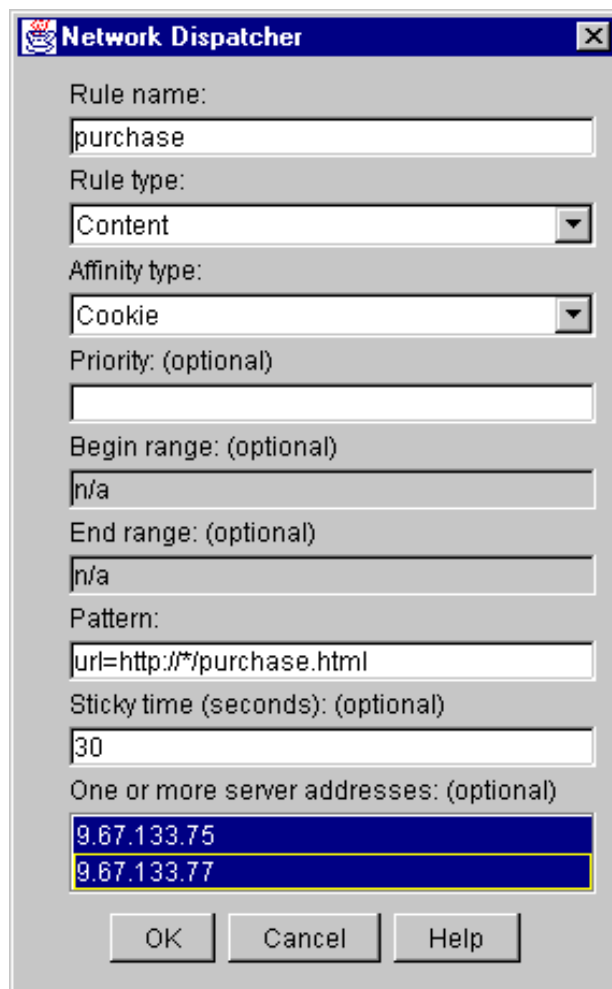 Network Dispatcher
Rule name:
purchase
Rule type:
Content
Affinity type:
Cookie
Priority: (optional)
Begin range: (optional)
n/a
End range: (optional)
n/a
Pattern:
url=http://*/purchase.html
Sticky time (seconds): (optional)
30
One or more server addresses: (optional)
9.67.133.75
9.67.133.77
OK Cancel Help